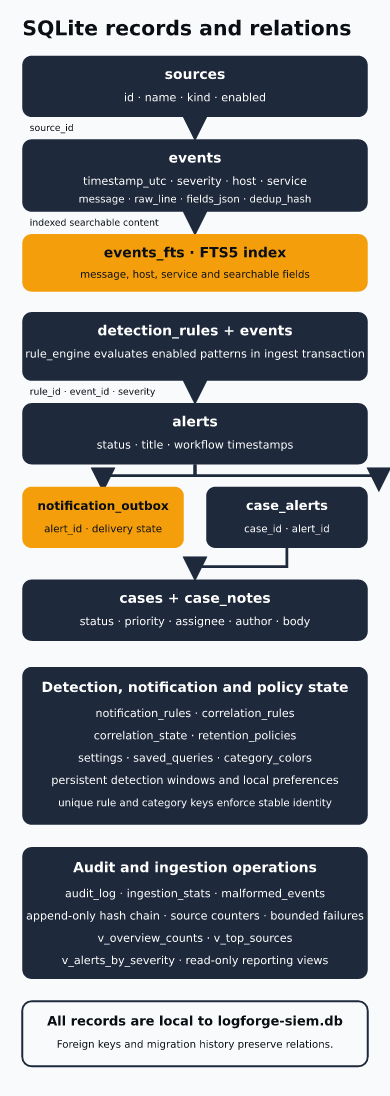 SQLite records and relations
sources
id · name · kind · enabled
source_id
events
timestamp_utc · severity · host · service
message · raw_line · fields_json · dedup_hash
indexed searchable content
events_fts · FTS5 index
message, host, service and searchable fields
detection_rules + events
rule_engine evaluates enabled patterns in ingest transaction
rule_id · event_id · severity
alerts
status · title · workflow timestamps
notification_outbox
alert_id · delivery state
case_alerts
case_id · alert_id
cases + case_notes
status · priority · assignee · author · body
Detection, notification and policy state
notification_rules · correlation_rules
correlation_state · retention_policies
settings · saved_queries · category_colors
persistent detection windows and local preferences
unique rule and category keys enforce stable identity
Audit and ingestion operations
audit_log · ingestion_stats · malformed_events
append-only hash chain · source counters · bounded failures
v_overview_counts · v_top_sources
v_alerts_by_severity · read-only reporting views
All records are local to logforge-siem.db
Foreign keys and migration history preserve relations.